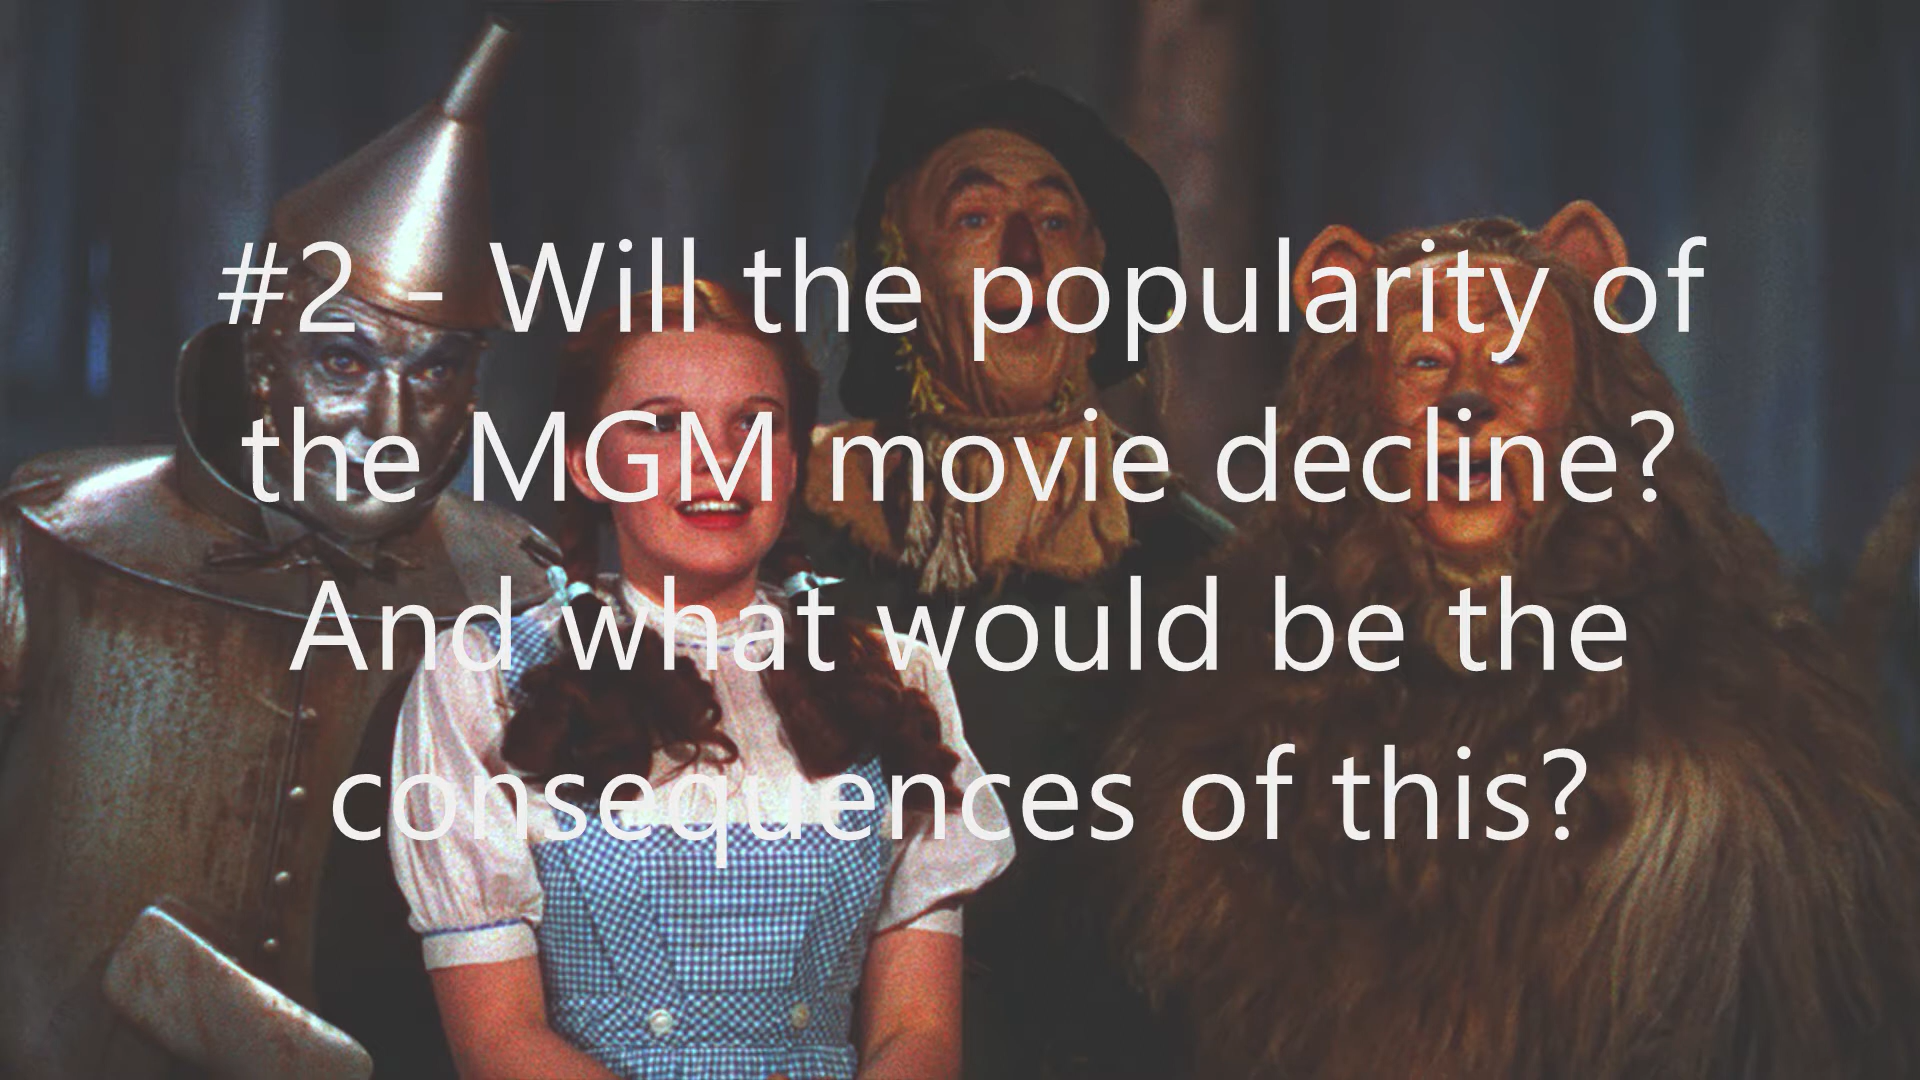 #2 - Will the popularity of
the MGM movie decline?
And what would be the
consequences of this?